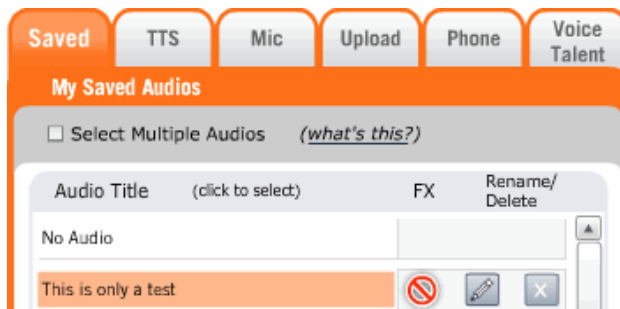 Saved TTS Mic Upload Phone Voice Talent
My Saved Audios
Select Multiple Audios (what's this?)
Audio Title (click to select) FX Rename/ Delete
No Audio
This is only a test